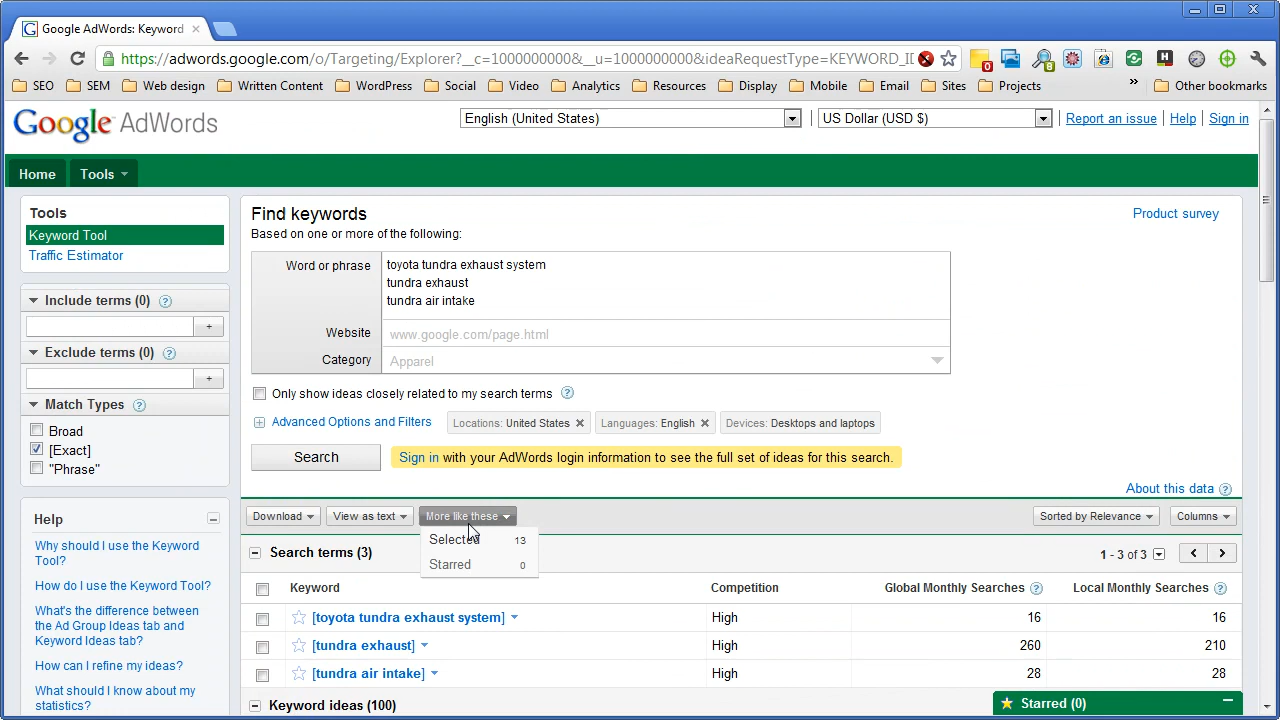 Google AdWords: Keyword
https://adwords.google.com/o/Targeting/Explorer?__c=1000000000&__u=1000000000&ideaRequestType=KEYWORD_ID
0
8
SEO SEM Web design Written Content WordPress Social Video Analytics Resources Display Mobile Email Sites Projects » Other bookmarks
Google AdWords
English (United States) US Dollar (USD $) Report an issue Help Sign in
Home Tools
Tools
Keyword Tool
Traffic Estimator
Include terms (0) ?
+
Exclude terms (0) ?
+
Match Types ?
Broad
[Exact]
"Phrase"
Help
Why should I use the Keyword
Tool?
How do I use the Keyword Tool?
What's the difference between
the Ad Group Ideas tab and
Keyword Ideas tab?
How can I refine my ideas?
What should I know about my
statistics?
Find keywords
Product survey
Based on one or more of the following:
Word or phrase toyota tundra exhaust system
tundra exhaust
tundra air intake
Website www.google.com/page.html
Category Apparel
Only show ideas closely related to my search terms ?
Advanced Options and Filters Locations: United States × Languages: English × Devices: Desktops and laptops
Search Sign in with your AdWords login information to see the full set of ideas for this search.
About this data ?
Download View as text More like these Sorted by Relevance Columns
Selected 13
Starred 0
Search terms (3) 1 - 3 of 3
Keyword Competition Global Monthly Searches ? Local Monthly Searches ?
[toyota tundra exhaust system] High 16 16
[tundra exhaust] High 260 210
[tundra air intake] High 28 28
Keyword ideas (100)
Starred (0)